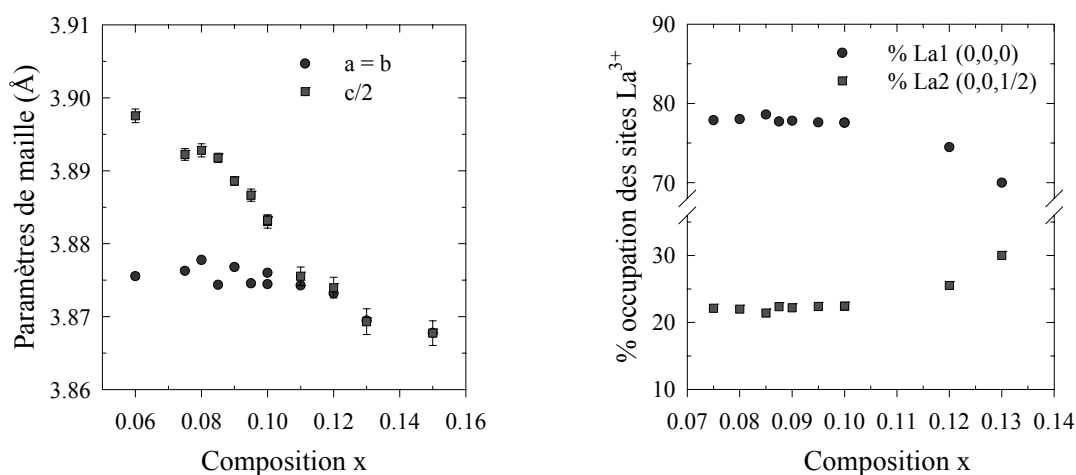 Paramètres de maille (Å)
3.91
3.90
3.89
3.88
3.87
3.86
a = b
c/2
0.06 0.08 0.10 0.12 0.14 0.16
Composition x
% occupation des sites La³⁺
90
80
70
30
20
10
% La1 (0,0,0)
% La2 (0,0,1/2)
0.07 0.08 0.09 0.10 0.11 0.12 0.13 0.14
Composition x